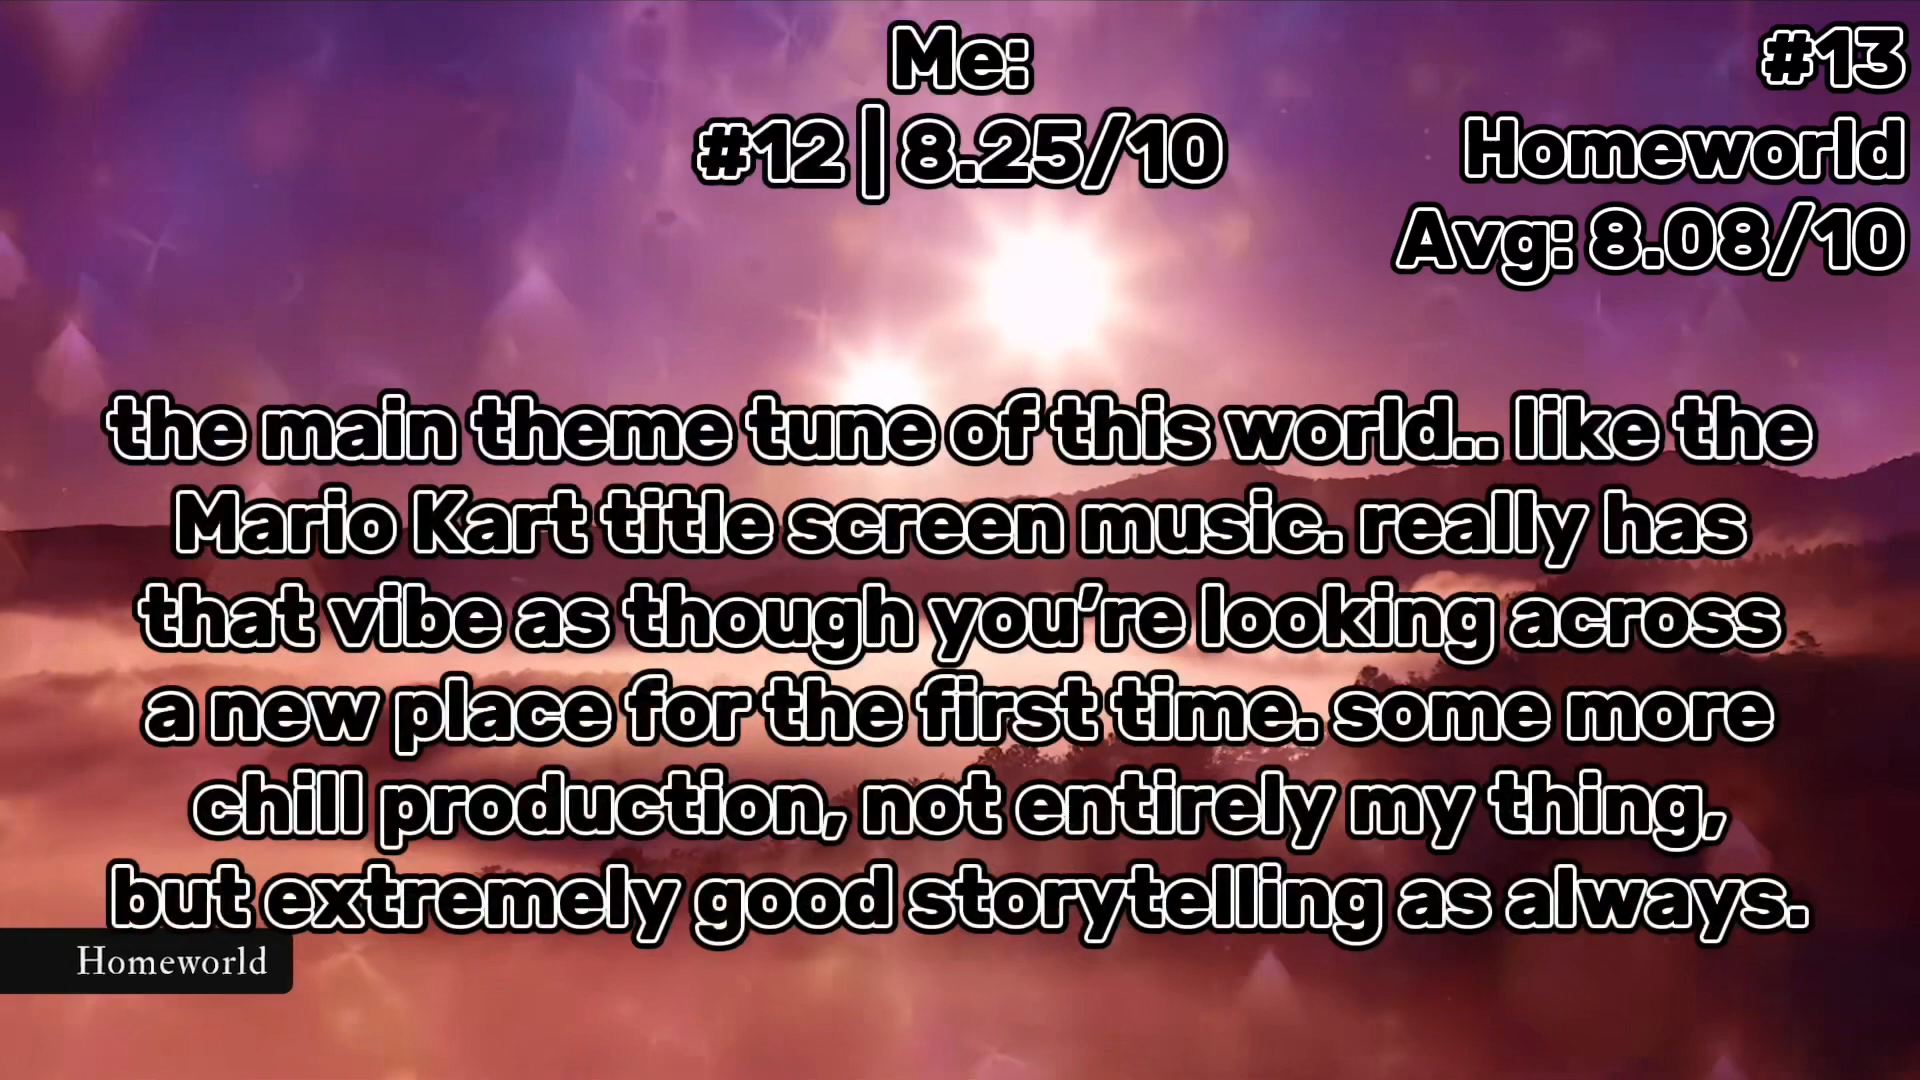 Me:
#12 | 8.25/10
#13
Homeworld
Avg: 8.08/10
the main theme tune of this world.. like the
Mario Kart title screen music. really has
that vibe as though you're looking across
a new place for the first time. some more
chill production, not entirely my thing,
but extremely good storytelling as always.
Homeworld